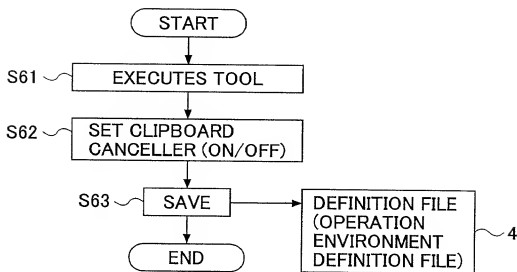 START
S61
EXECUTES TOOL
S62
SET CLIPBOARD
CANCELLER (ON/OFF)
S63
SAVE
DEFINITION FILE
(OPERATION
ENVIRONMENT
DEFINITION FILE)
4
END